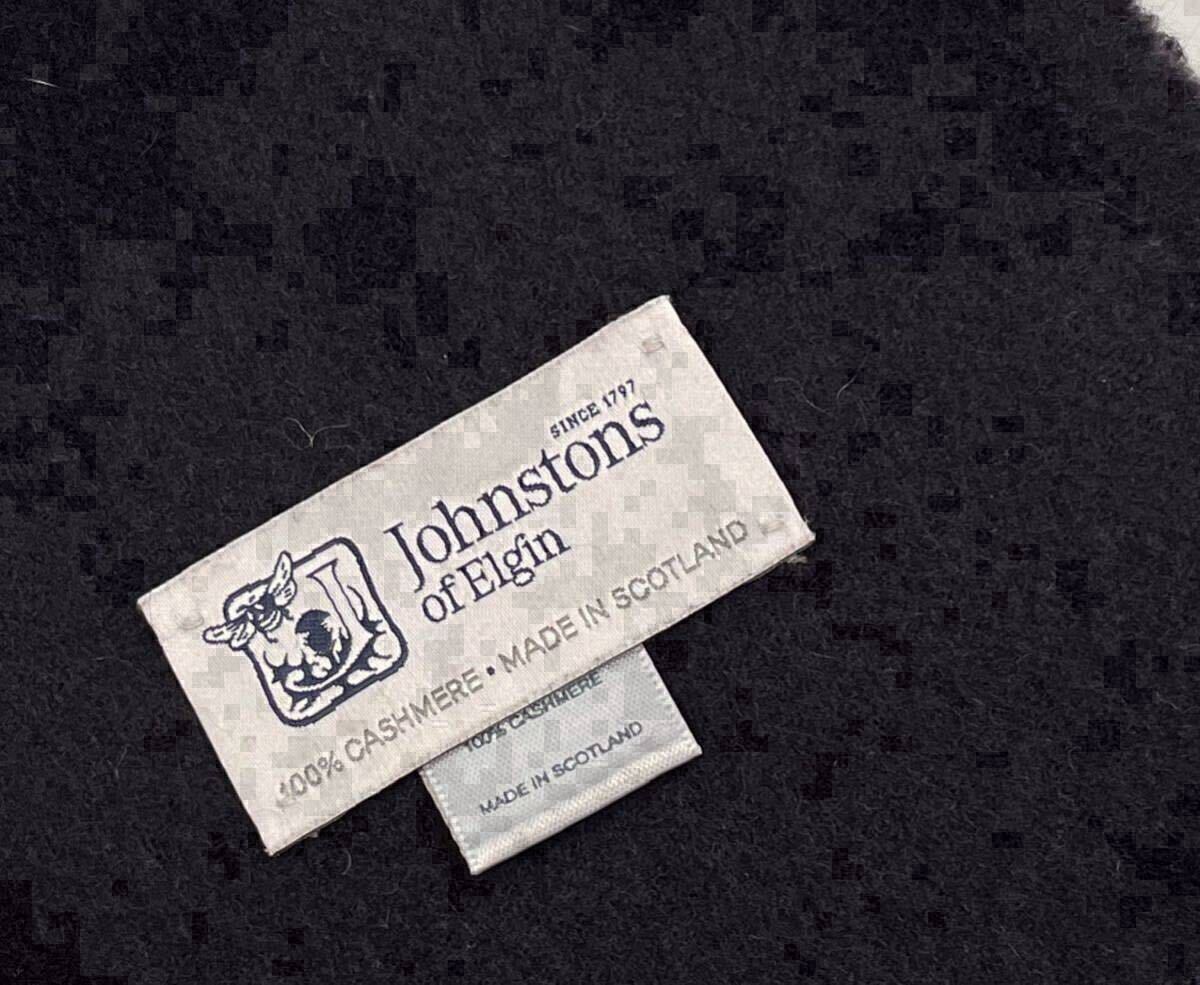 SINCE 1797
Johnstons
of Elgin
100% CASHMERE • MADE IN SCOTLAND
100% CASHMERE
MADE IN SCOTLAND